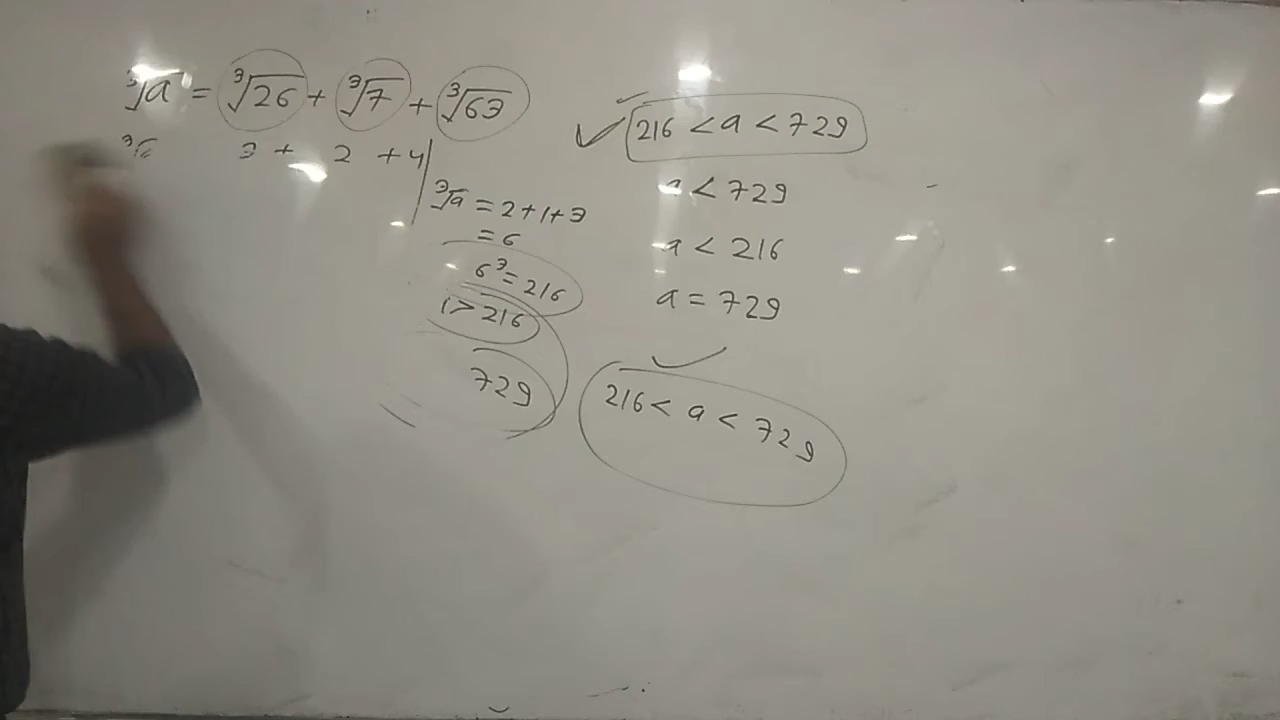 ∛a = ∛26 + ∛7 + ∛63
3 + 2 + 4
∛a = 2 + 1 + 3
= 6
6³ = 216
> 216
729
216 < a < 729
a < 729
a < 216
a = 729
216 < a < 729